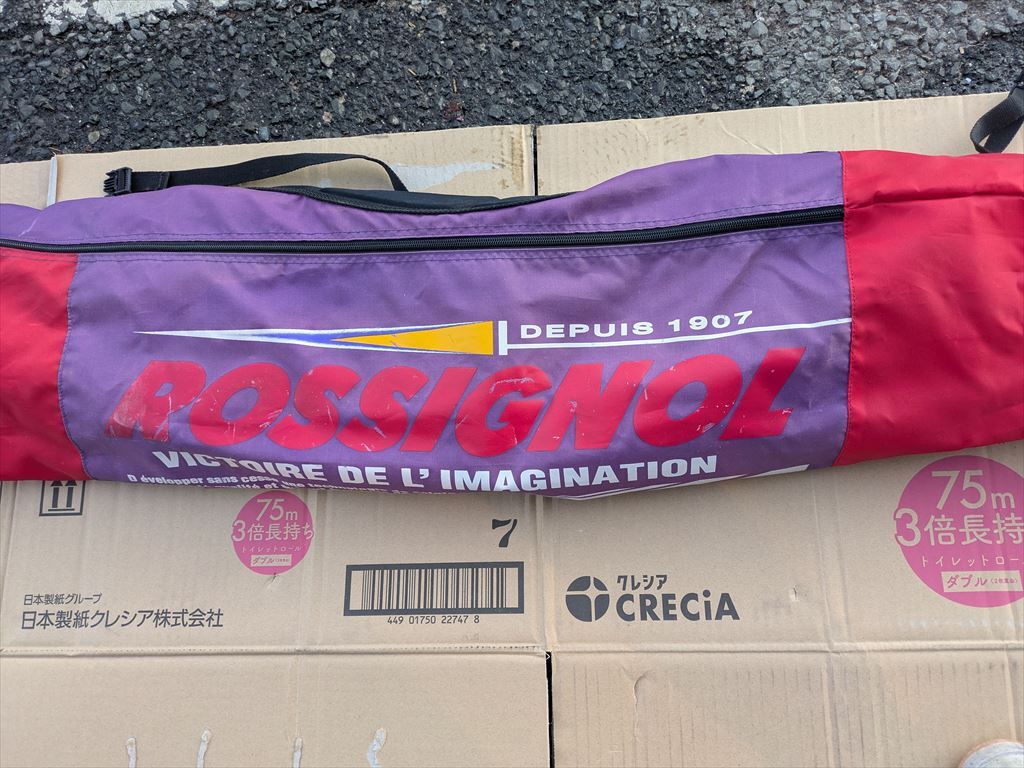 DEPUIS 1907
ROSSIGNOL
VICTOIRE DE L' IMAGINATION
D évelopper sans cess
75m
3倍長持ち
トイレットロール
ダブル
7
日本製紙グループ
日本製紙クレシア株式会社
449 01750 22747 8
クレシア
CRECiA
75m
3倍長持
トイレットロー
ダブル